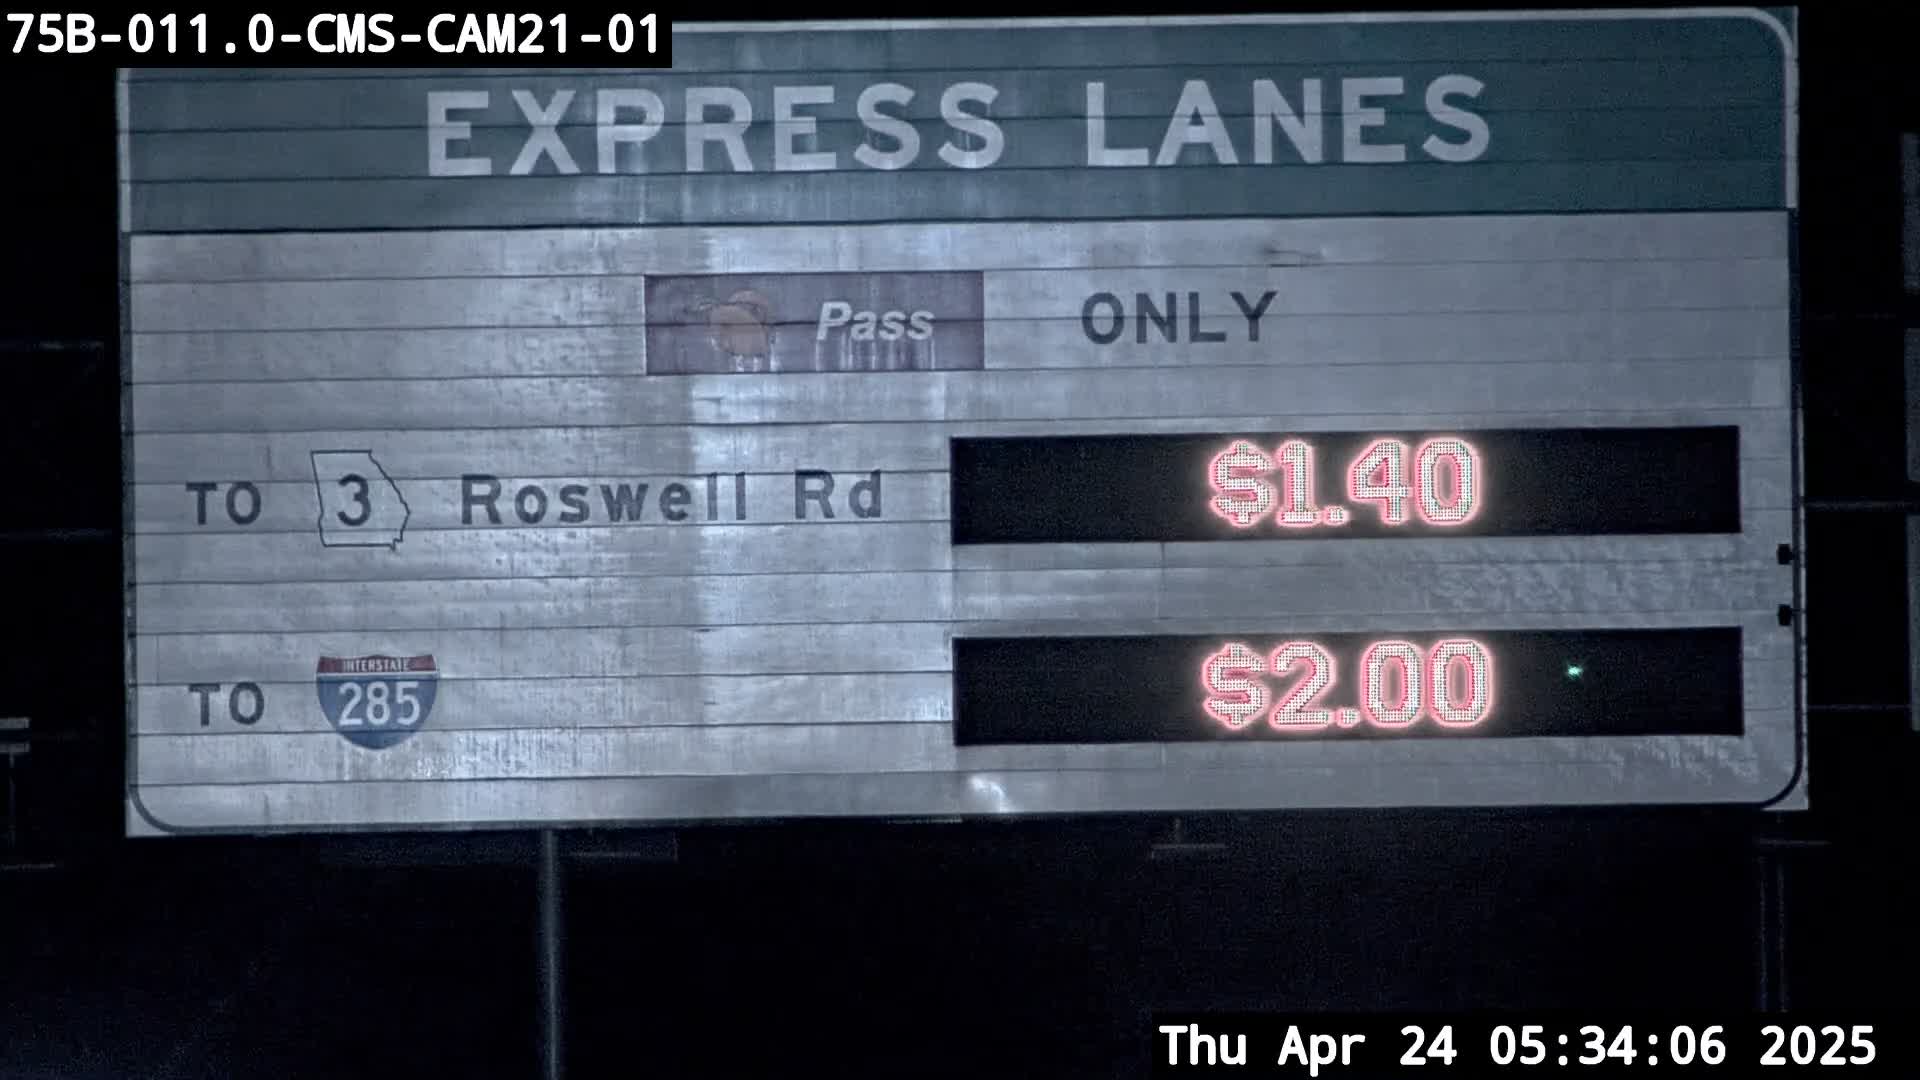 75B-011.0-CMS-CAM21-01
EXPRESS LANES
Pass ONLY
TO 3 Roswell Rd $1.40
TO INTERSTATE 285 $2.00
Thu Apr 24 05:34:06 2025